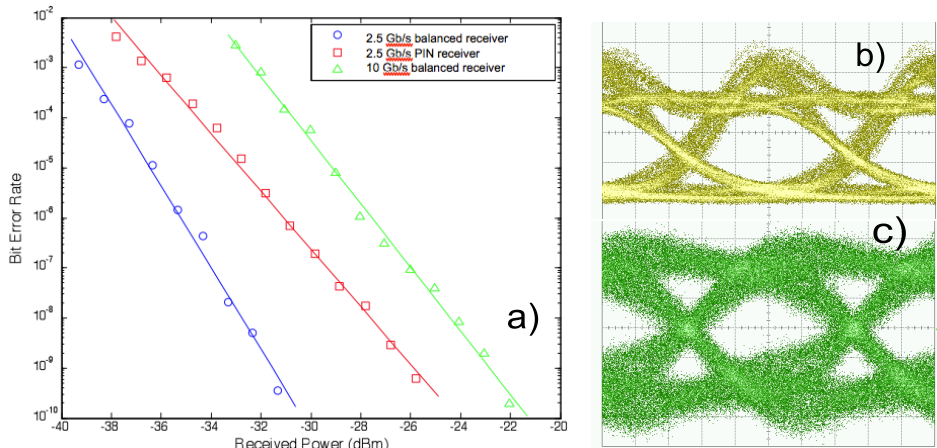 2.5 Gb/s balanced receiver
2.5 Gb/s PIN receiver
10 Gb/s balanced receiver
10-2
10-3
10-4
10-5
10-6
10-7
10-8
10-9
10-10
Bit Error Rate
-40 -38 -36 -34 -32 -30 -28 -26 -24 -22 -20
Received Power (dBm)
a)
b)
c)